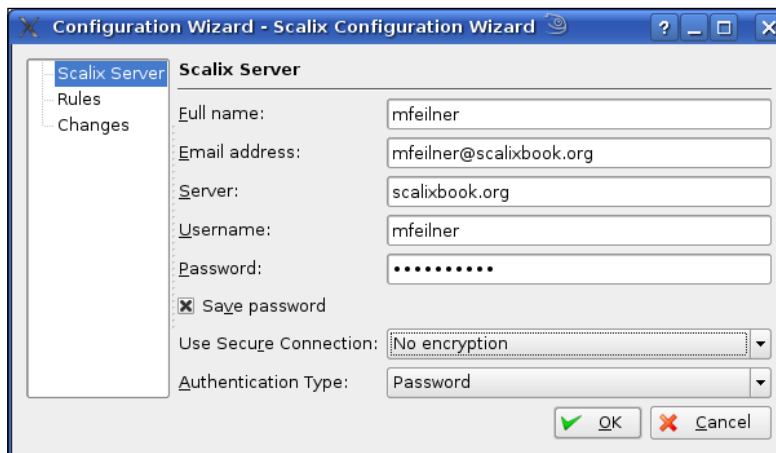 Configuration Wizard - Scalix Configuration Wizard
?
Scalix Server
Rules
Changes
Scalix Server
Full name:
mfeilner
Email address:
mfeilner@scalixbook.org
Server:
scalixbook.org
Username:
mfeilner
Password:
••••••••••
Save password
Use Secure Connection:
No encryption
Authentication Type:
Password
OK
Cancel